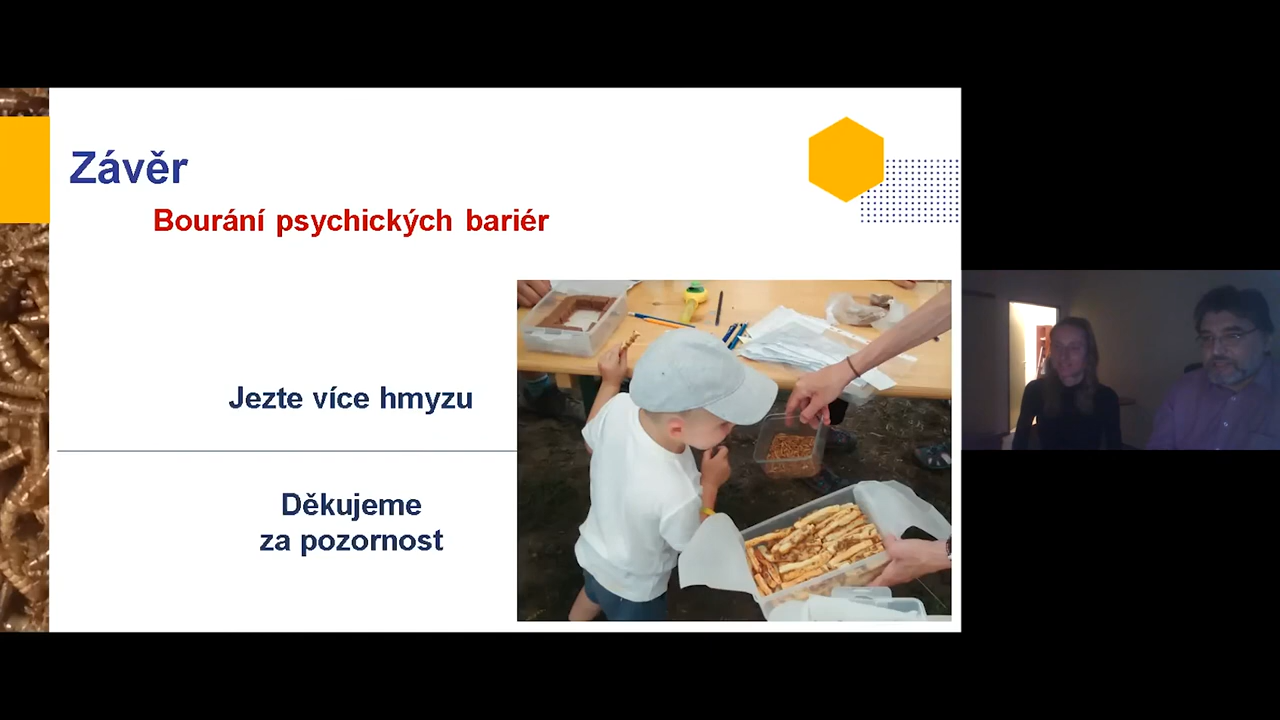 Závěr
Bourání psychických bariér
Jezte více hmyzu
Děkujeme
za pozornost